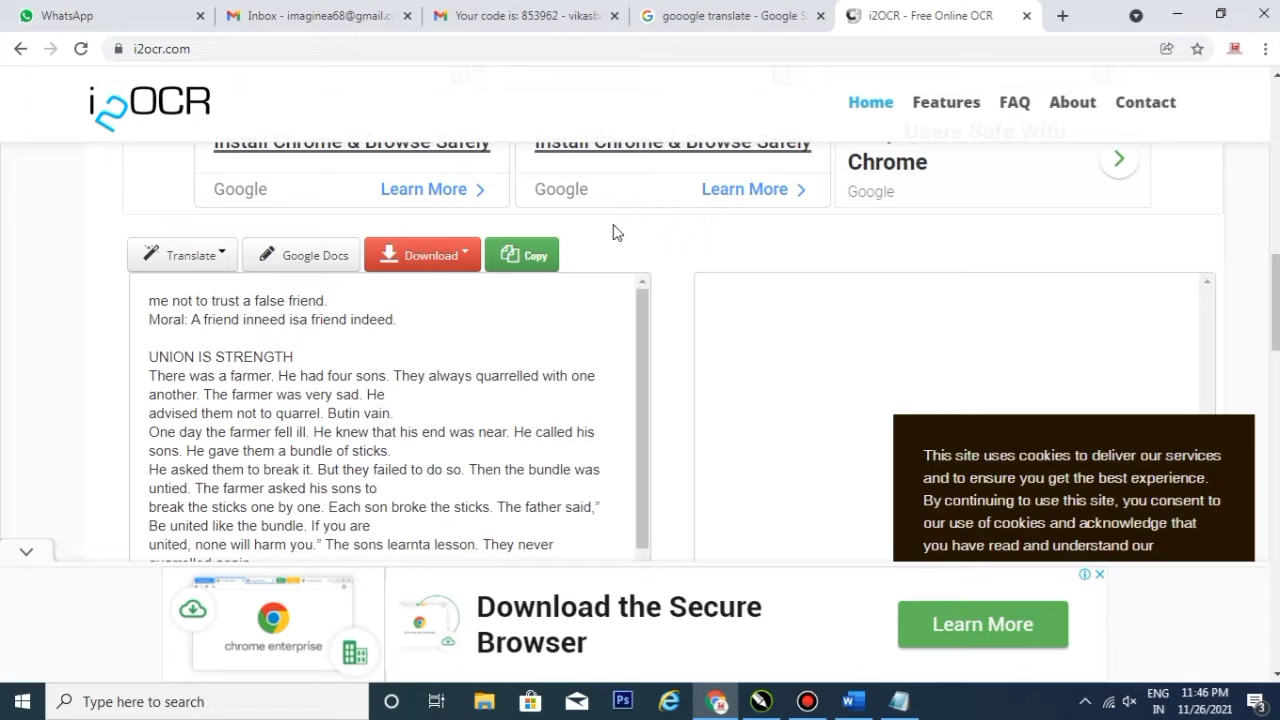 WhatsApp
Inbox - imaginea68@gmail.c
Your code is: 853962 - vikasb
gooogle translate - Google S
i2OCR - Free Online OCR
i2ocr.com
i2OCR
Home Features FAQ About Contact
Users Safe With
Install Chrome & Browse Safely
Install Chrome & Browse Safely
Chrome
Google Learn More
Google Learn More
Google
Translate Google Docs Download Copy
me not to trust a false friend.
Moral: A friend inneed isa friend indeed.
UNION IS STRENGTH
There was a farmer. He had four sons. They always quarrelled with one
another. The farmer was very sad. He
advised them not to quarrel. Butin vain.
One day the farmer fell ill. He knew that his end was near. He called his
sons. He gave them a bundle of sticks.
He asked them to break it. But they failed to do so. Then the bundle was
untied. The farmer asked his sons to
break the sticks one by one. Each son broke the sticks. The father said,”
Be united like the bundle. If you are
united, none will harm you.” The sons learnta lesson. They never
quarrelled again
This site uses cookies to deliver our services
and to ensure you get the best experience.
By continuing to use this site, you consent to
our use of cookies and acknowledge that
you have read and understand our
chrome enterprise
Download the Secure
Browser
Learn More
Type here to search
Ps
ENG
IN
11:46 PM
11/26/2021
3